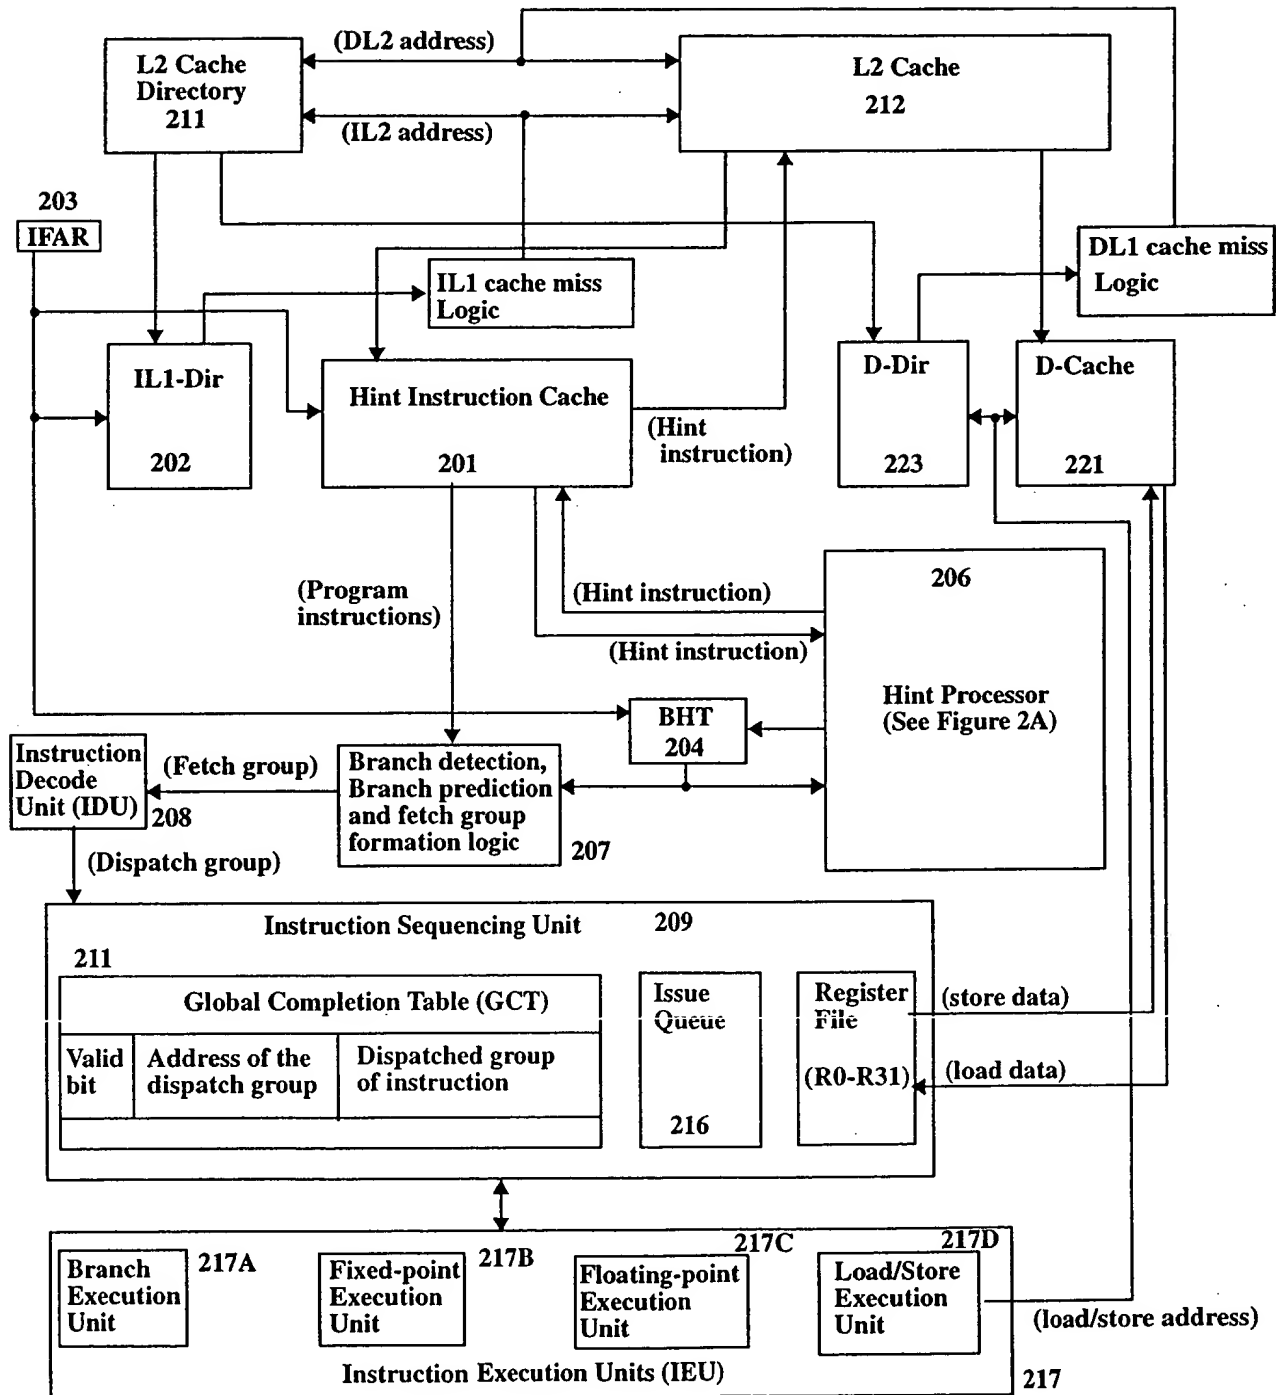 (DL2 address)
L2 Cache
Directory
211
L2 Cache
212
(IL2 address)
203
IFAR
IL1 cache miss
Logic
DL1 cache miss
Logic
IL1-Dir
202
Hint Instruction Cache
201
(Hint
instruction)
D-Dir
223
D-Cache
221
(Program
instructions)
(Hint instruction)
(Hint instruction)
206
Hint Processor
(See Figure 2A)
BHT
204
Instruction
Decode
Unit (IDU)
208
(Fetch group)
Branch detection,
Branch prediction
and fetch group
formation logic
207
(Dispatch group)
Instruction Sequencing Unit
209
211
Global Completion Table (GCT)
Valid
bit
Address of the
dispatch group
Dispatched group
of instruction
Issue
Queue
216
Register
File
(R0-R31)
(store data)
(load data)
Branch
Execution
Unit
217A
Fixed-point
Execution
Unit
217B
Floating-point
Execution
Unit
217C
Load/Store
Execution
Unit
217D
(load/store address)
Instruction Execution Units (IEU)
217